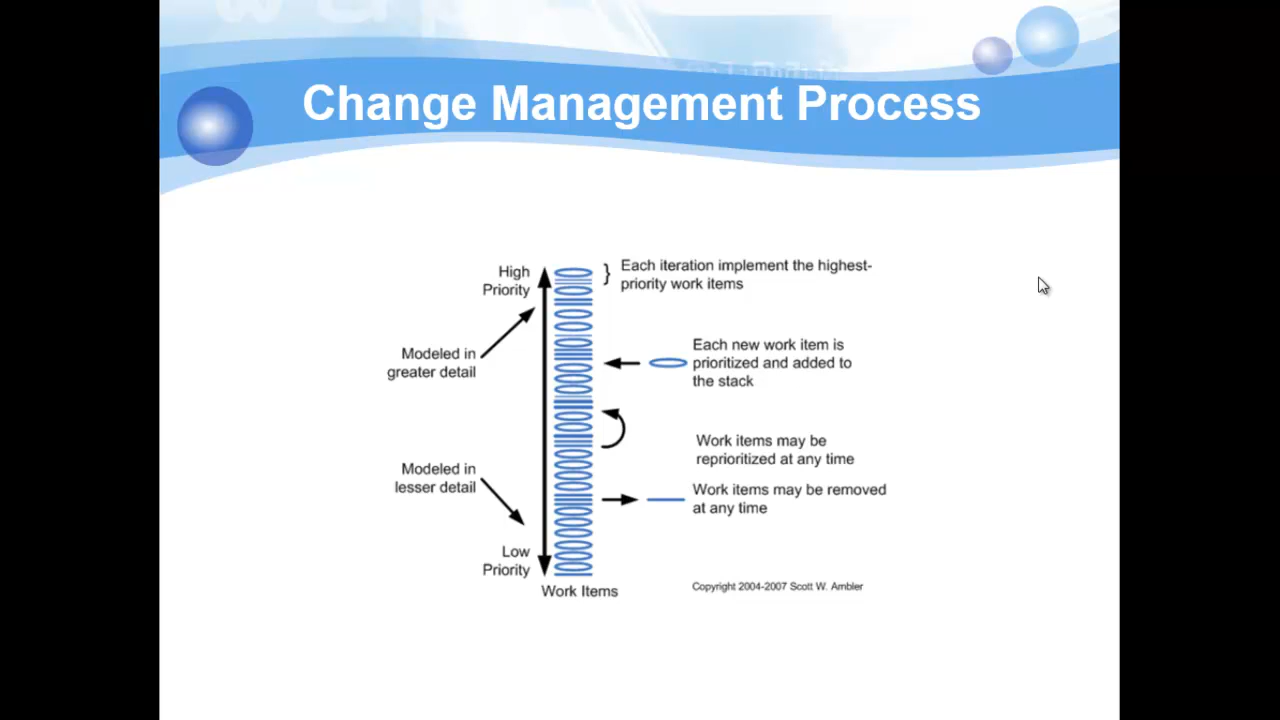 Change Management Process
High
Priority
Each iteration implement the highest-
priority work items
Modeled in
greater detail
Each new work item is
prioritized and added to
the stack
Work items may be
reprioritized at any time
Modeled in
lesser detail
Work items may be removed
at any time
Low
Priority
Work Items
Copyright 2004-2007 Scott W. Ambler